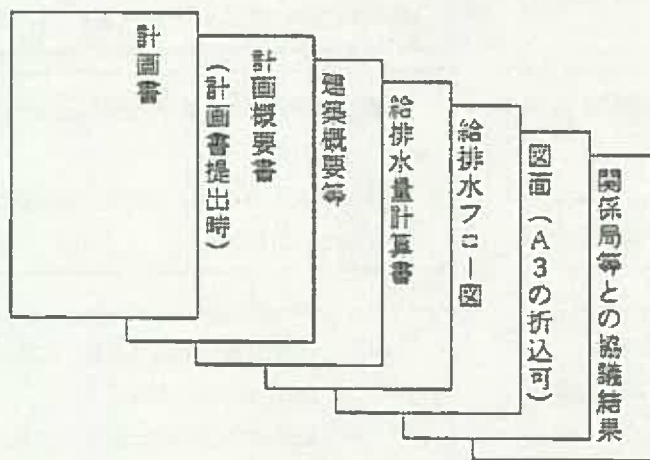 計画書
計画概要書
（計画書提出時）
建築概要等
給排水量計算書
給排水フロー図
図面（A3の折込可）
関係局等との協議結果